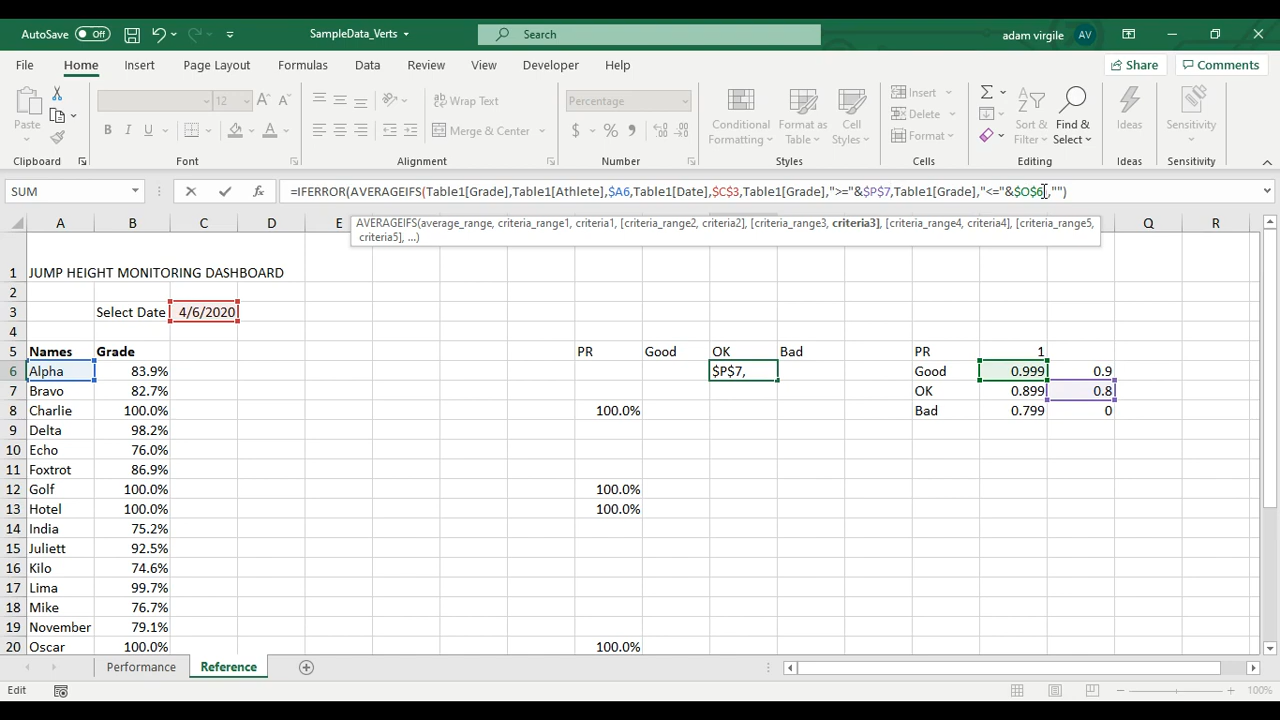 AutoSave Off SampleData_Verts Search adam virgile AV
File Home Insert Page Layout Formulas Data Review View Developer Help Share Comments
Paste 12 Wrap Text Merge & Center Percentage Conditional Formatting Format as Table Cell Styles Insert Delete Format Sort & Filter Find & Select Ideas Sensitivity
Clipboard Font Alignment Number Styles Cells Editing Ideas Sensitivity
SUM =IFERROR(AVERAGEIFS(Table1[Grade],Table1[Athlete],$A6,Table1[Date],$C$3,Table1[Grade],">="&$P$7,Table1[Grade],"<="&$O$6),"")
AVERAGEIFS(average_range, criteria_range1, criteria1, [criteria_range2, criteria2], [criteria_range3, criteria3], [criteria_range4, criteria4], [criteria_range5,
criteria5], ...)
A B C D E Q R
1 JUMP HEIGHT MONITORING DASHBOARD
2
3 Select Date 4/6/2020
4
5 Names Grade PR Good OK Bad PR 1
6 Alpha 83.9% $P$7, Good 0.999 0.9
7 Bravo 82.7% OK 0.899 0.8
8 Charlie 100.0% 100.0% Bad 0.799 0
9 Delta 98.2%
10 Echo 76.0%
11 Foxtrot 86.9%
12 Golf 100.0% 100.0%
13 Hotel 100.0% 100.0%
14 India 75.2%
15 Juliett 92.5%
16 Kilo 74.6%
17 Lima 99.7%
18 Mike 76.7%
19 November 79.1%
20 Oscar 100.0% 100.0%
Performance Reference
Edit 100%